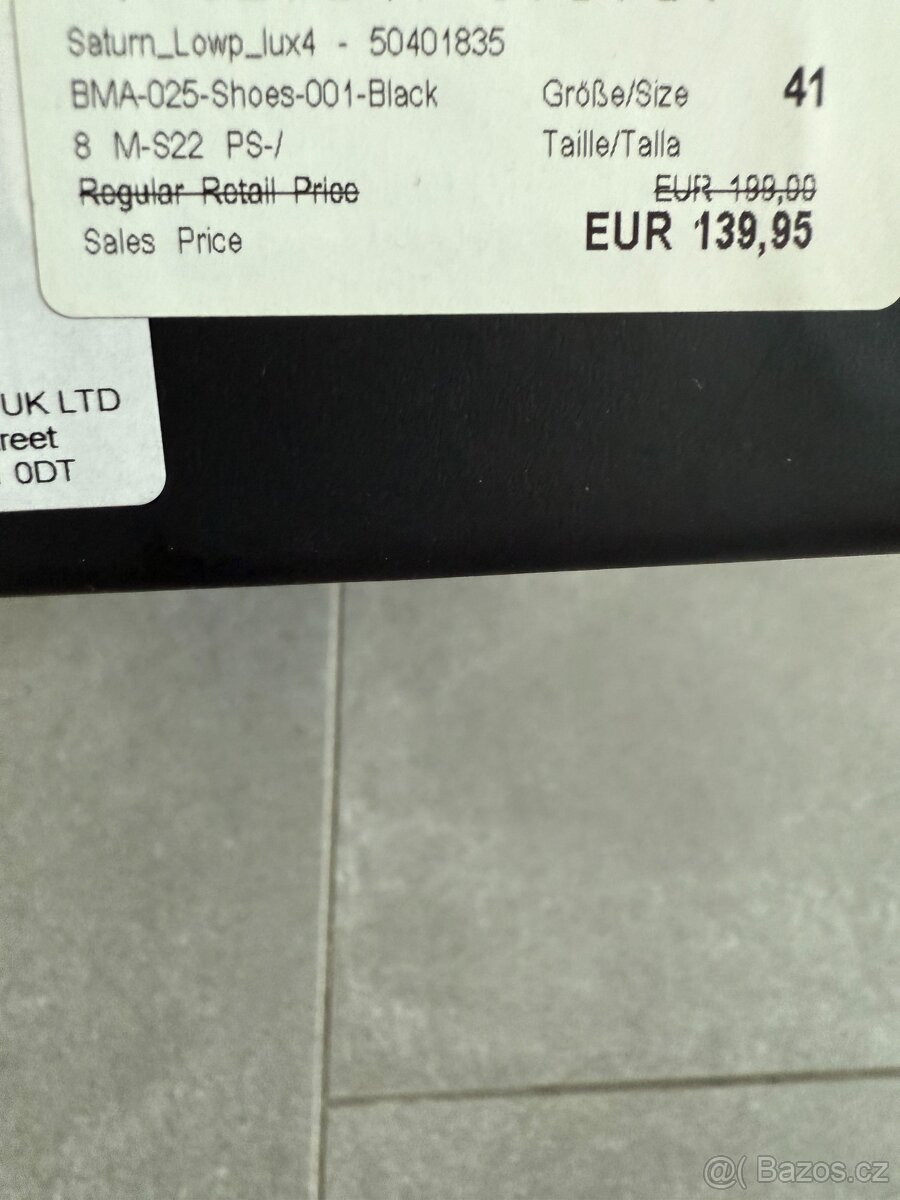 Saturn_Lowp_lux4 - 50401835
BMA-025-Shoes-001-Black Größe/Size 41
8 M-S22 PS-/ Taille/Talla
Regular Retail Price EUR 199,00
Sales Price EUR 139,95
UK LTD
reet
0DT
@( Bazos.cz